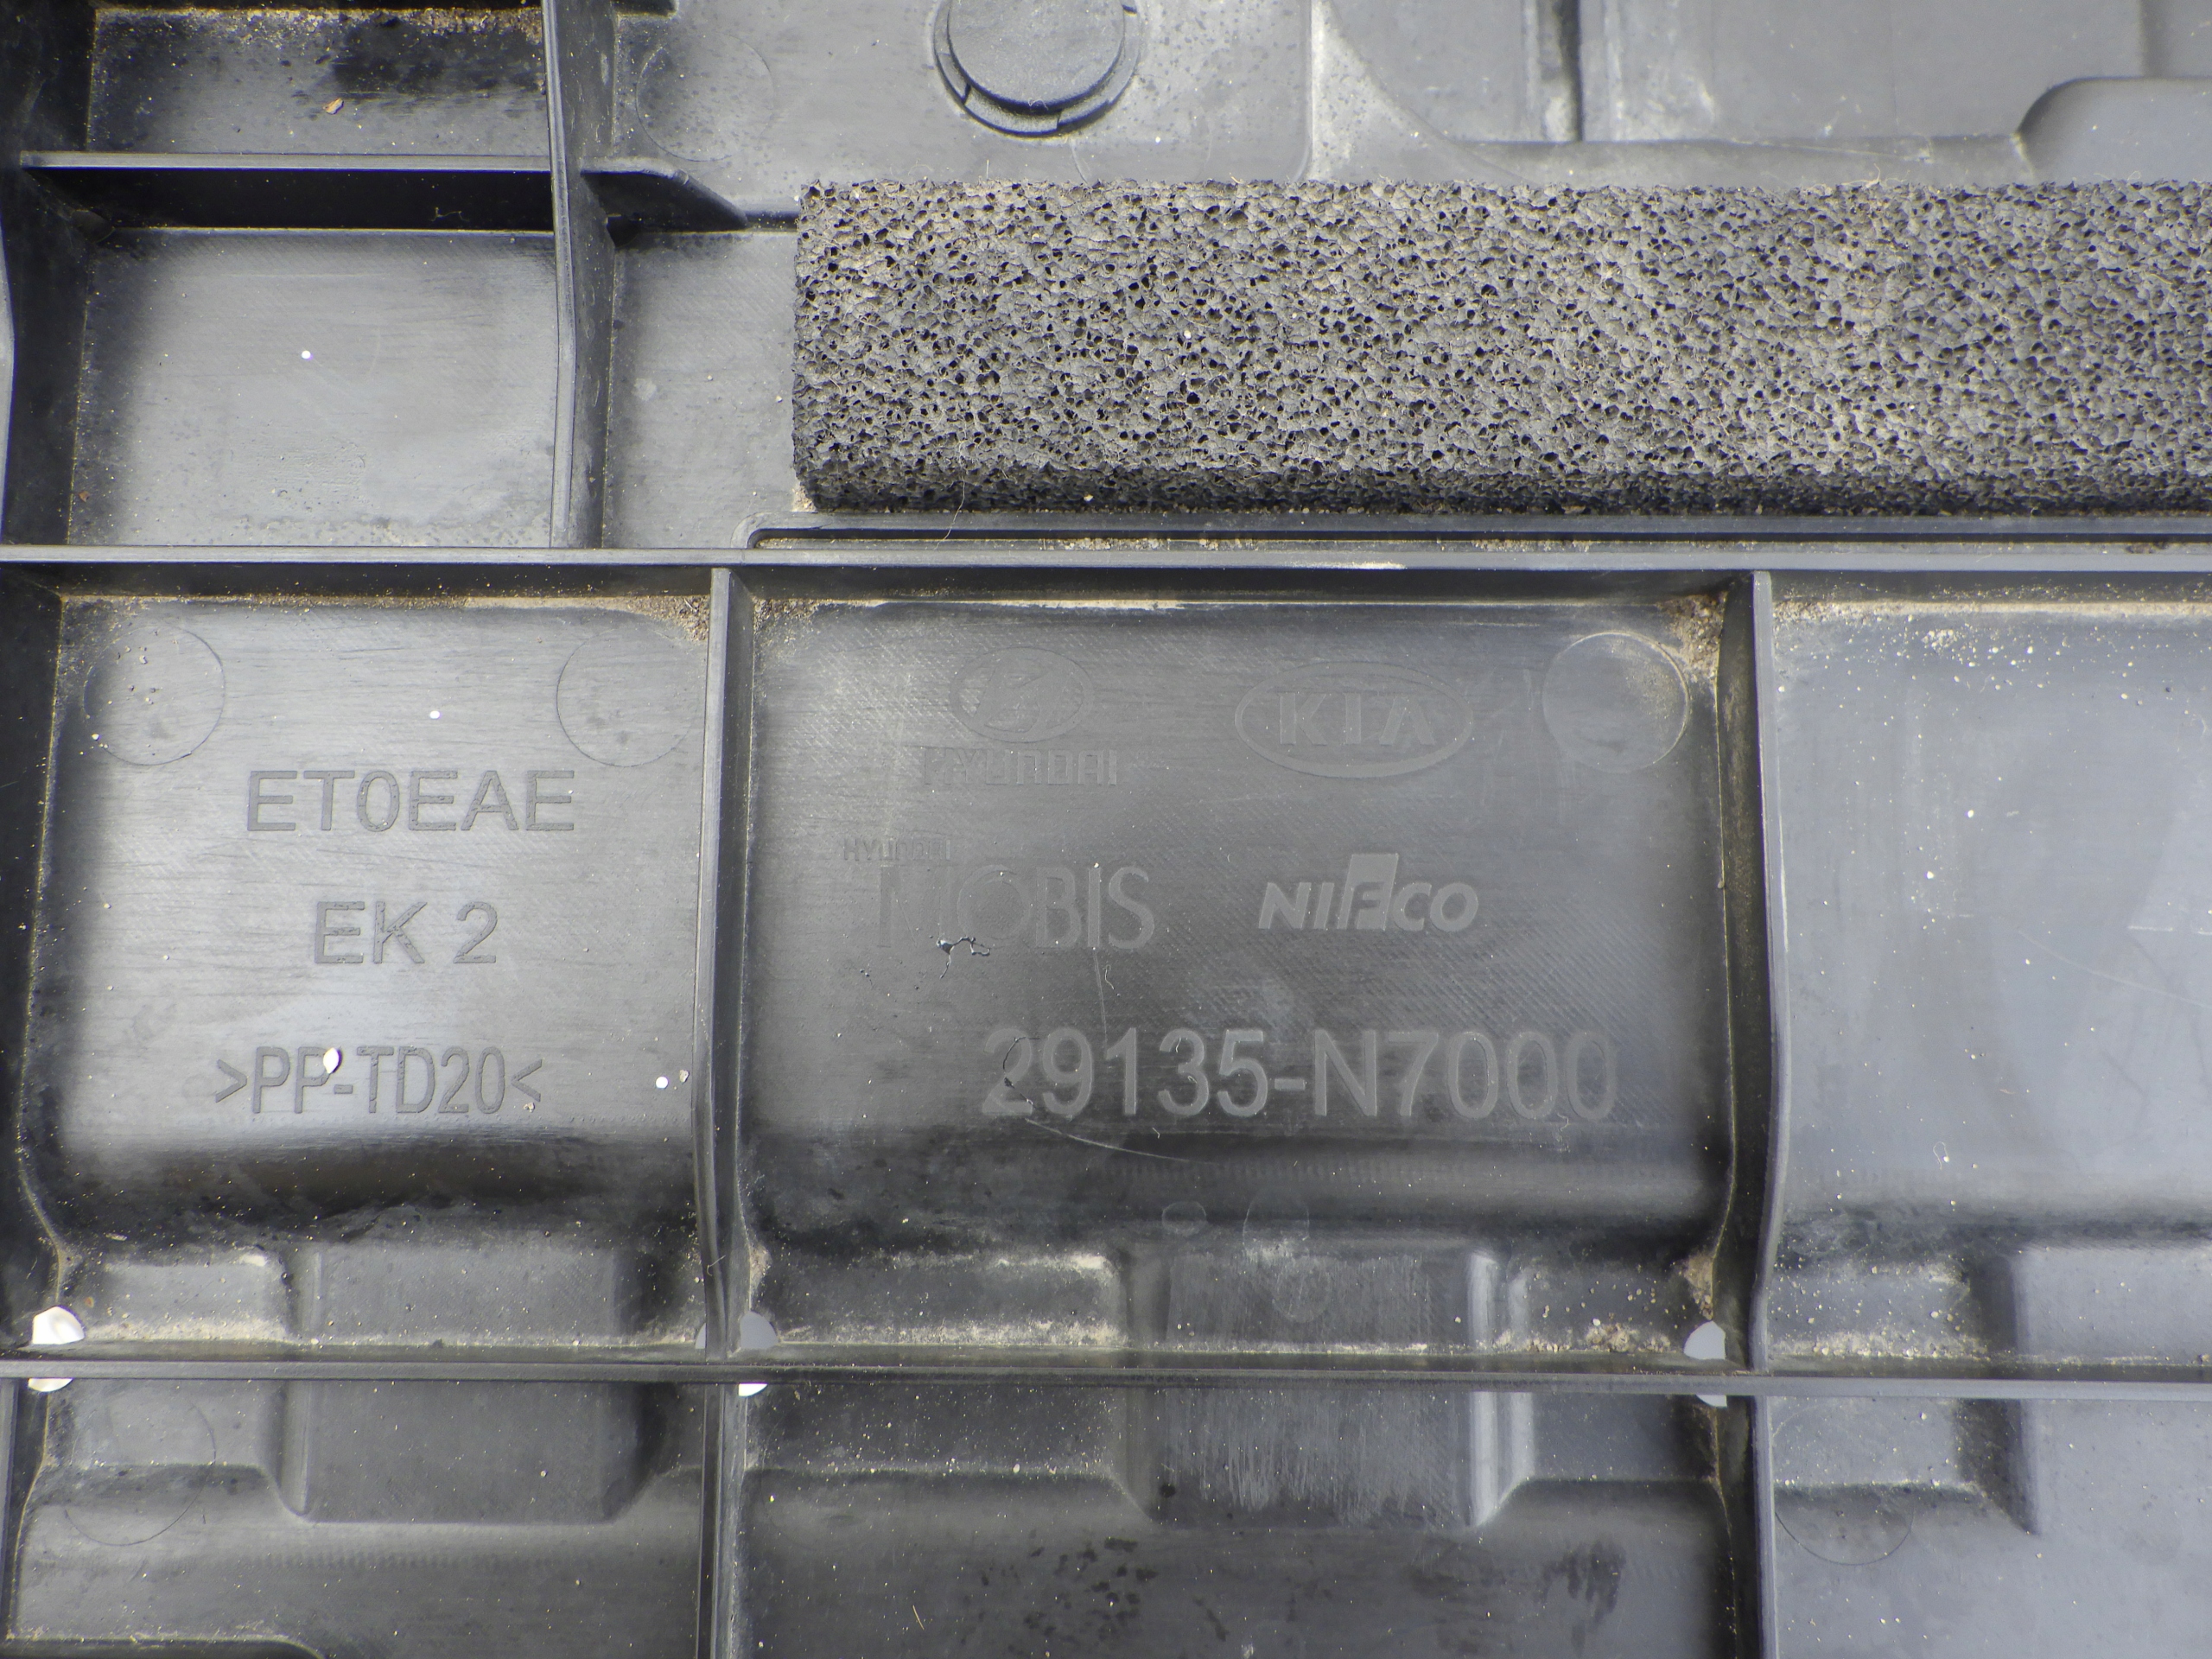 ET0EAE
EK 2
>PP-TD20<
HYUNDAI
KIA
HYUNDAI
MOBIS
NIFCO
29135-N7000